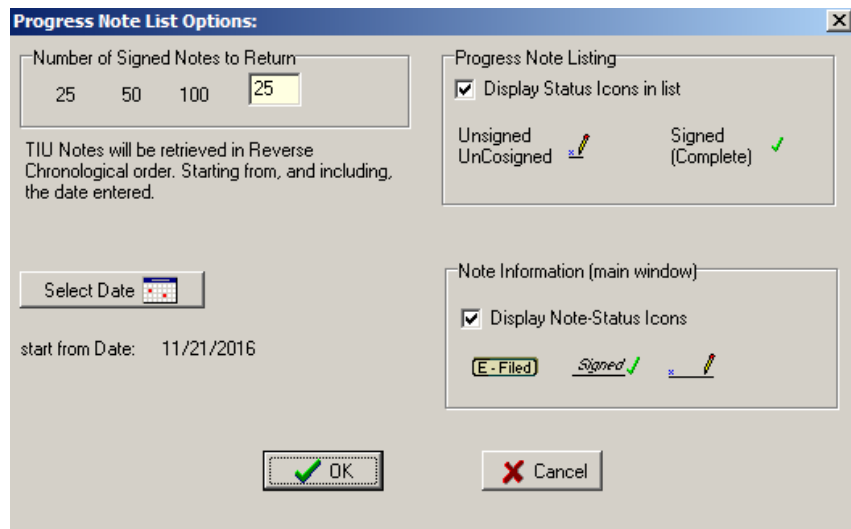 Progress Note List Options:
Number of Signed Notes to Return
25 50 100 25
TIU Notes will be retrieved in Reverse
Chronological order. Starting from, and including,
the date entered.
Select Date
start from Date: 11/21/2016
Progress Note Listing
Display Status Icons in list
Unsigned
UnCosigned
Signed
(Complete)
Note Information (main window)
Display Note-Status Icons
E - Filed
Signed
x
OK
Cancel